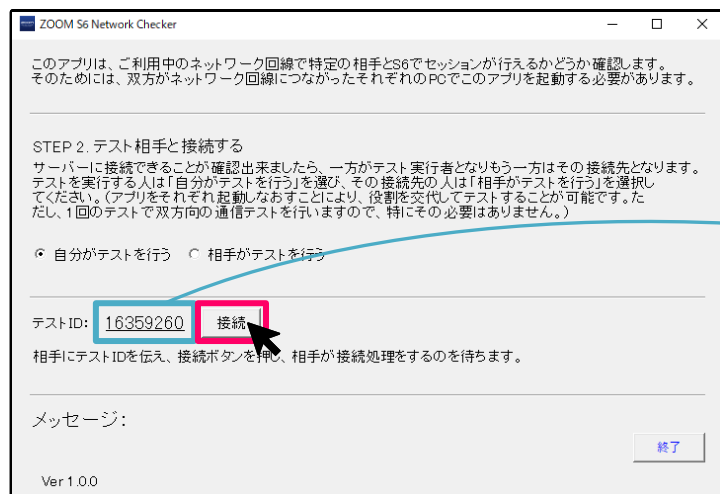 ZOOM S6 Network Checker
このアプリは、ご利用中のネットワーク回線で特定の相手とS6でセッションが行えるかどうか確認します。
そのためには、双方がネットワーク回線につながったそれぞれのPCでこのアプリを起動する必要があります。
STEP 2. テスト相手と接続する
サーバーに接続できることが確認出来ましたら、一方がテスト実行者となりもう一方はその接続先となります。
テストを実行する人は「自分がテストを行う」を選び、その接続先の人は「相手がテストを行う」を選択し
てください。(アプリをそれぞれ起動しなおすことにより、役割を交代してテストすることが可能です。た
だし、1回のテストで双方向の通信テストを行いますので、特にその必要はありません。)
自分がテストを行う 相手がテストを行う
テストID: 16359260 接続
相手にテストIDを伝え、接続ボタンを押し、相手が接続処理をするのを待ちます。
メッセージ:
終了
Ver 1.0.0